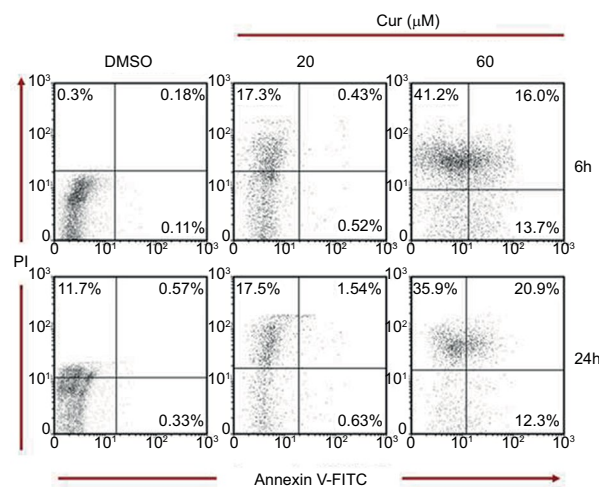 Cur (μM)
DMSO 20 60
10³ 10³ 10³
0.3% 0.18% 17.3% 0.43% 41.2% 16.0%
10² 10² 10²
6h
10¹ 10¹ 10¹
0.11% 0.52% 13.7%
0 0 0
0 10¹ 10² 10³ 0 10¹ 10² 10³ 0 10¹ 10² 10³
PI
10³ 10³ 10³
11.7% 0.57% 17.5% 1.54% 35.9% 20.9%
10² 10² 10²
24h
10¹ 10¹ 10¹
0.33% 0.63% 12.3%
0 0 0
0 10¹ 10² 10³ 0 10¹ 10² 10³ 0 10¹ 10² 10³
Annexin V-FITC